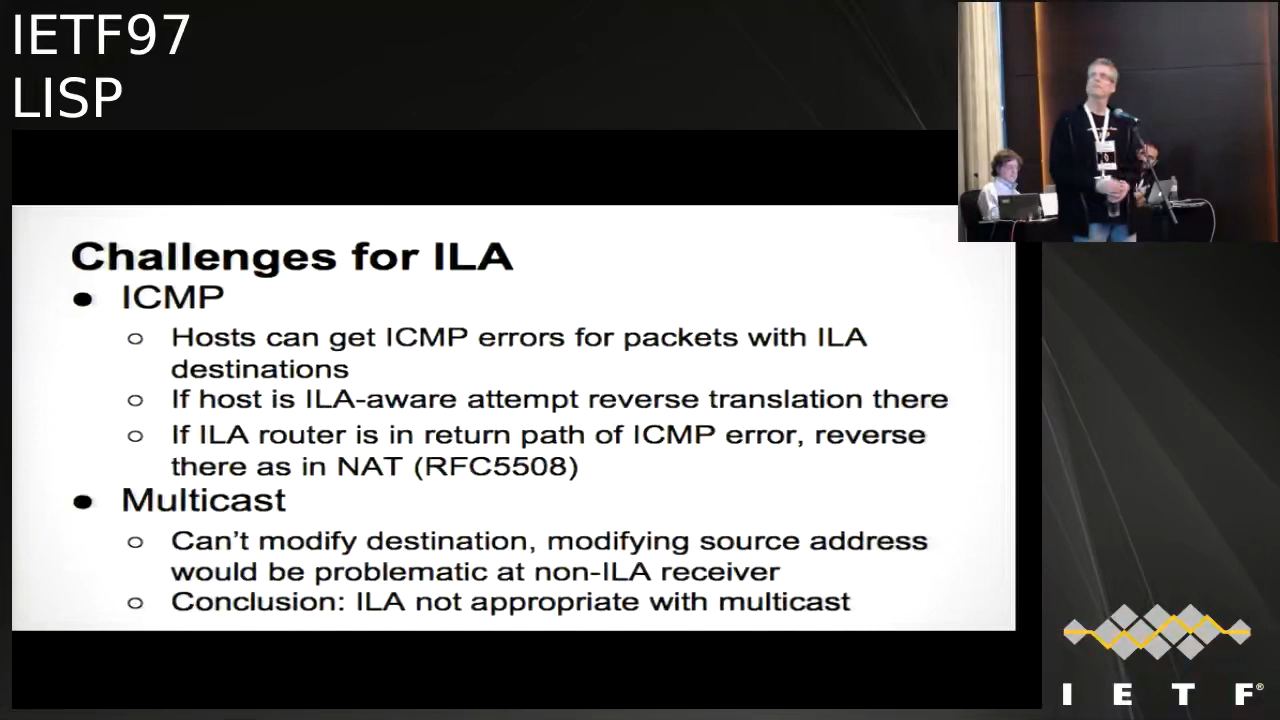 IETF97
LISP
Challenges for ILA
● ICMP
○ Hosts can get ICMP errors for packets with ILA
destinations
○ If host is ILA-aware attempt reverse translation there
○ If ILA router is in return path of ICMP error, reverse
there as in NAT (RFC5508)
● Multicast
○ Can't modify destination, modifying source address
would be problematic at non-ILA receiver
○ Conclusion: ILA not appropriate with multicast
I E T F®